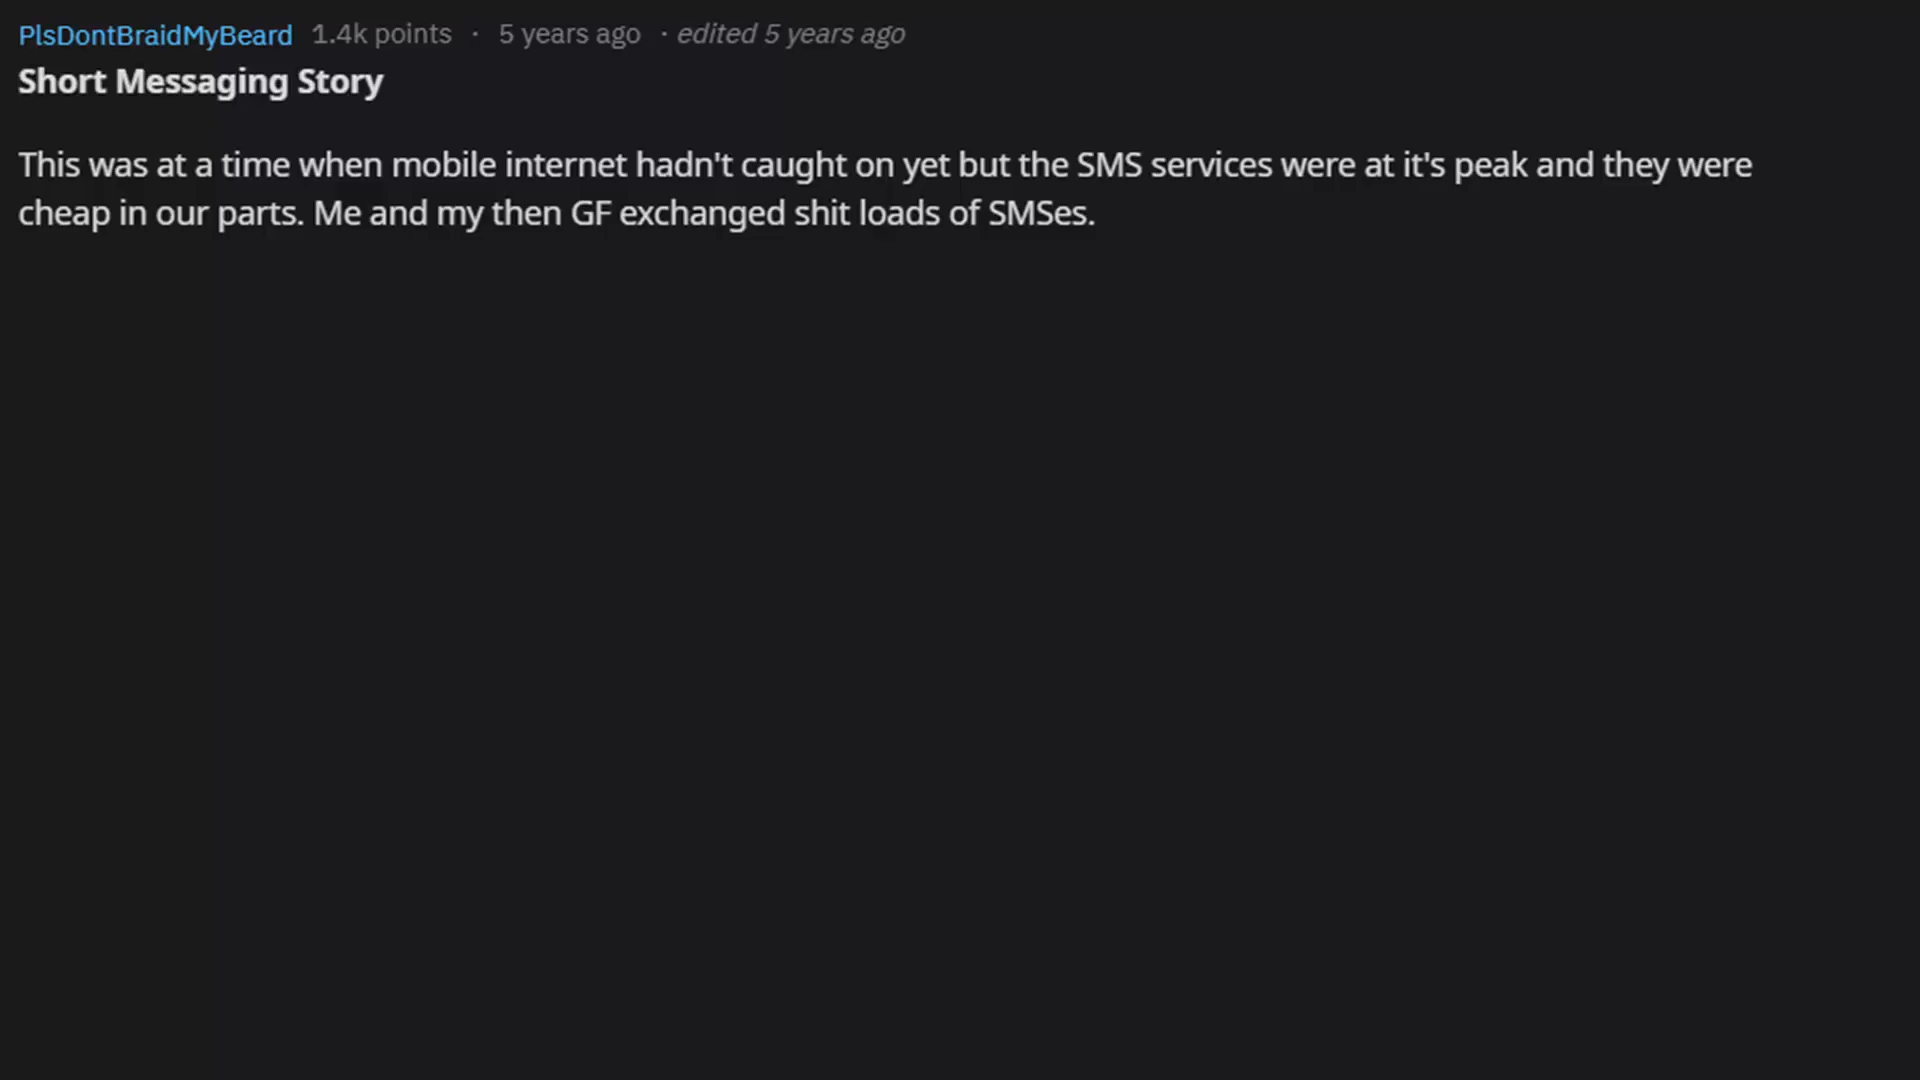 PlsDontBraidMyBeard 1.4k points · 5 years ago · edited 5 years ago
Short Messaging Story
This was at a time when mobile internet hadn't caught on yet but the SMS services were at it's peak and they were
cheap in our parts. Me and my then GF exchanged shit loads of SMSes.